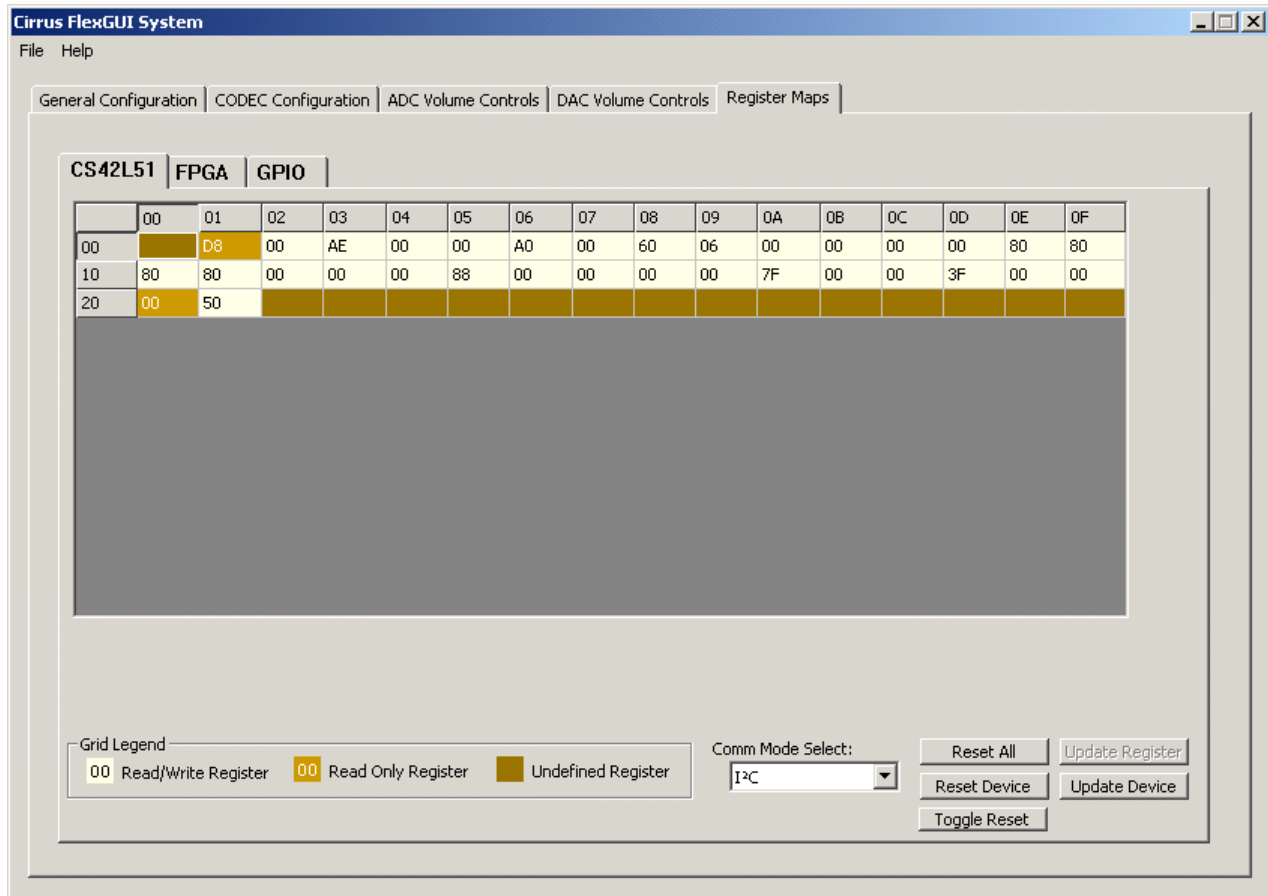 Cirrus FlexGUI System
File Help
General Configuration CODEC Configuration ADC Volume Controls DAC Volume Controls Register Maps
CS42L51 FPGA GPIO
00 01 02 03 04 05 06 07 08 09 0A 0B 0C 0D 0E 0F
00 D8 00 AE 00 00 A0 00 60 06 00 00 00 00 80 80
10 80 80 00 00 00 88 00 00 00 00 7F 00 00 3F 00 00
20 00 50
Grid Legend
00 Read/Write Register 00 Read Only Register Undefined Register
Comm Mode Select:
I²C
Reset All Update Register
Reset Device Update Device
Toggle Reset